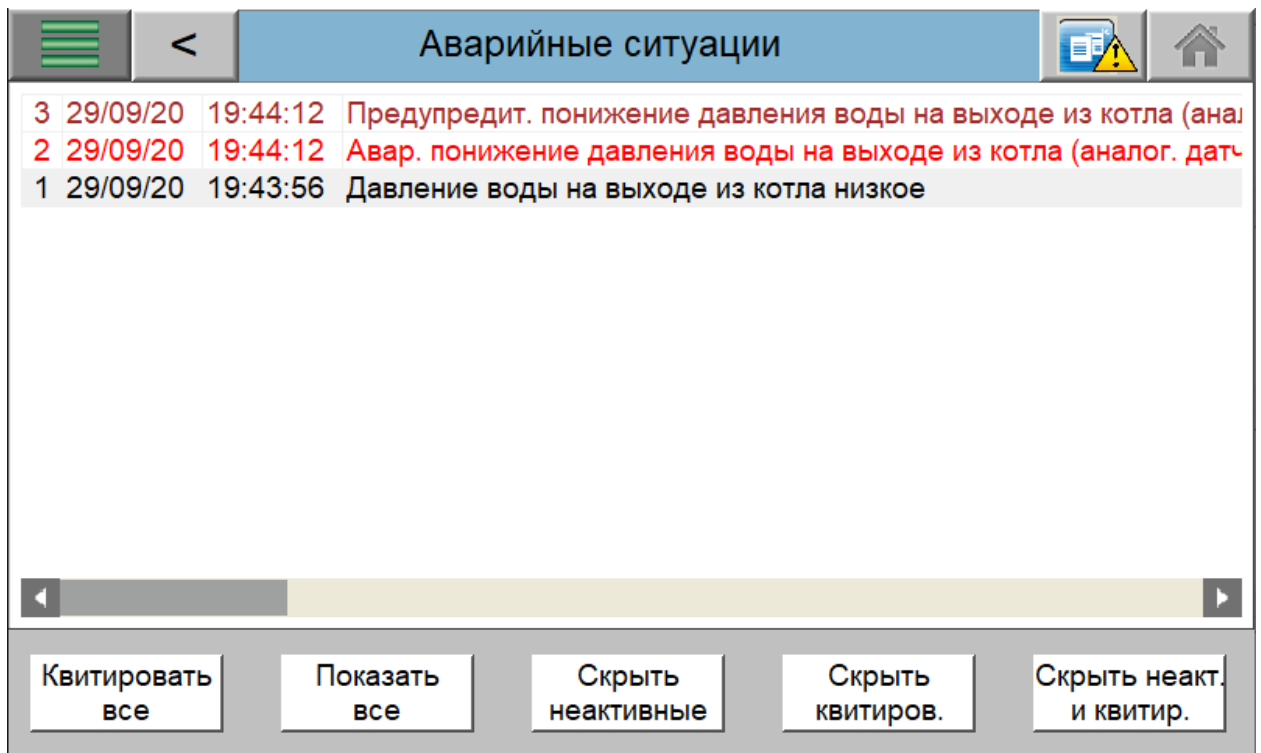 < Аварийные ситуации
3 29/09/20 19:44:12 Предупредит. понижение давления воды на выходе из котла (анал
2 29/09/20 19:44:12 Авар. понижение давления воды на выходе из котла (аналог. датч
1 29/09/20 19:43:56 Давление воды на выходе из котла низкое
Квитировать
все
Показать
все
Скрыть
неактивные
Скрыть
квитиров.
Скрыть неакт.
и квитир.